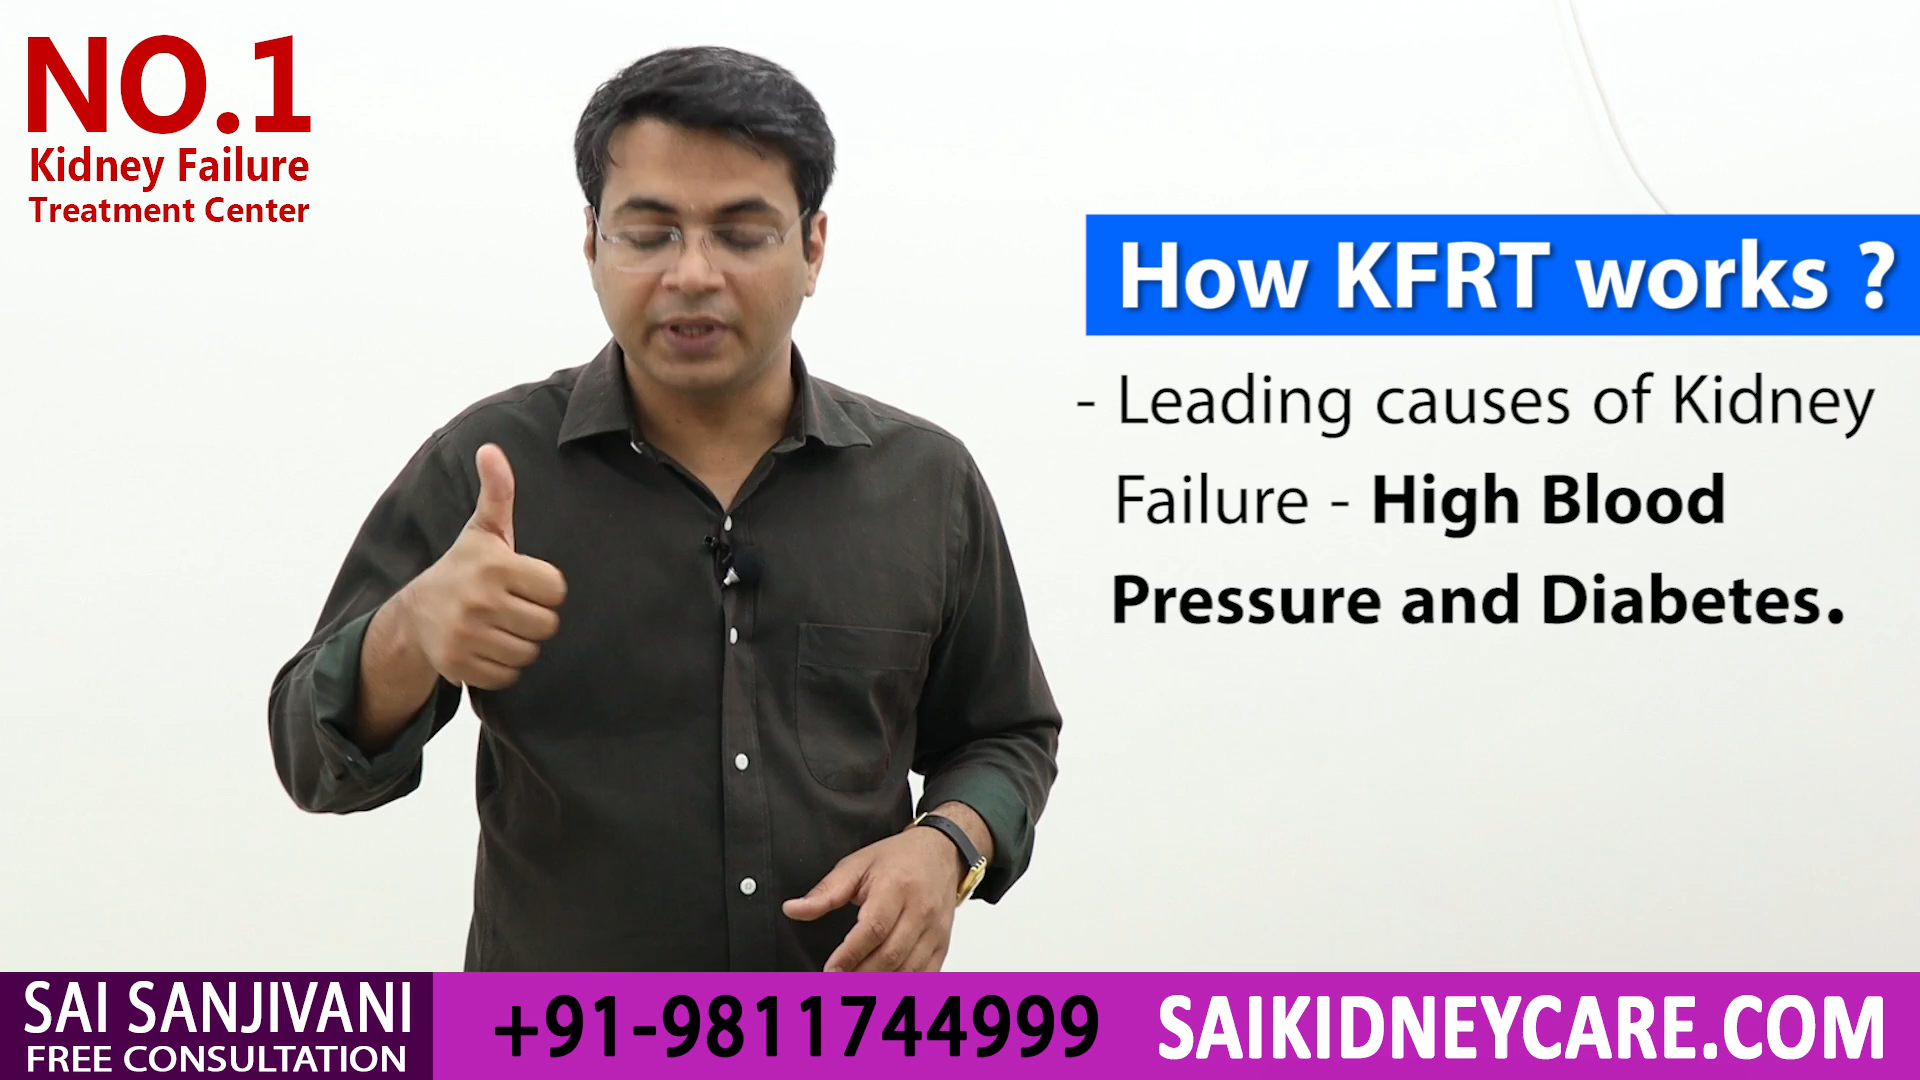 NO.1
Kidney Failure
Treatment Center
How KFRT works ?
- Leading causes of Kidney
Failure - High Blood
Pressure and Diabetes.
SAI SANJIVANI
FREE CONSULTATION
+91-9811744999
SAIKIDNEYCARE.COM